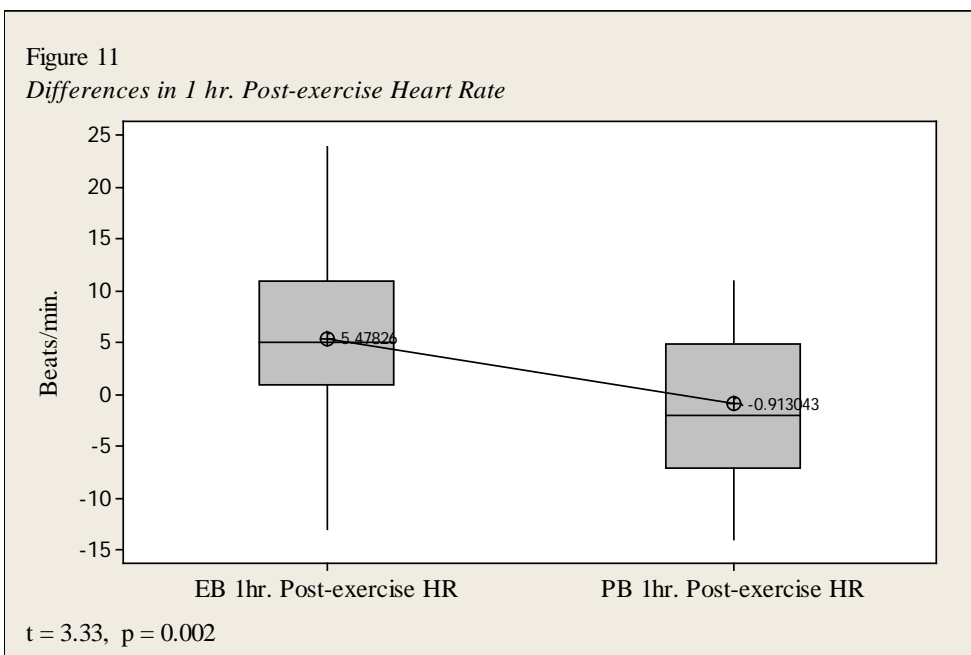 Figure 11
Differences in 1 hr. Post-exercise Heart Rate
25
20
15
10
5
0
-5
-10
-15
Beats/min.
5.47826
-0.913043
EB 1hr. Post-exercise HR
PB 1hr. Post-exercise HR
t = 3.33, p = 0.002